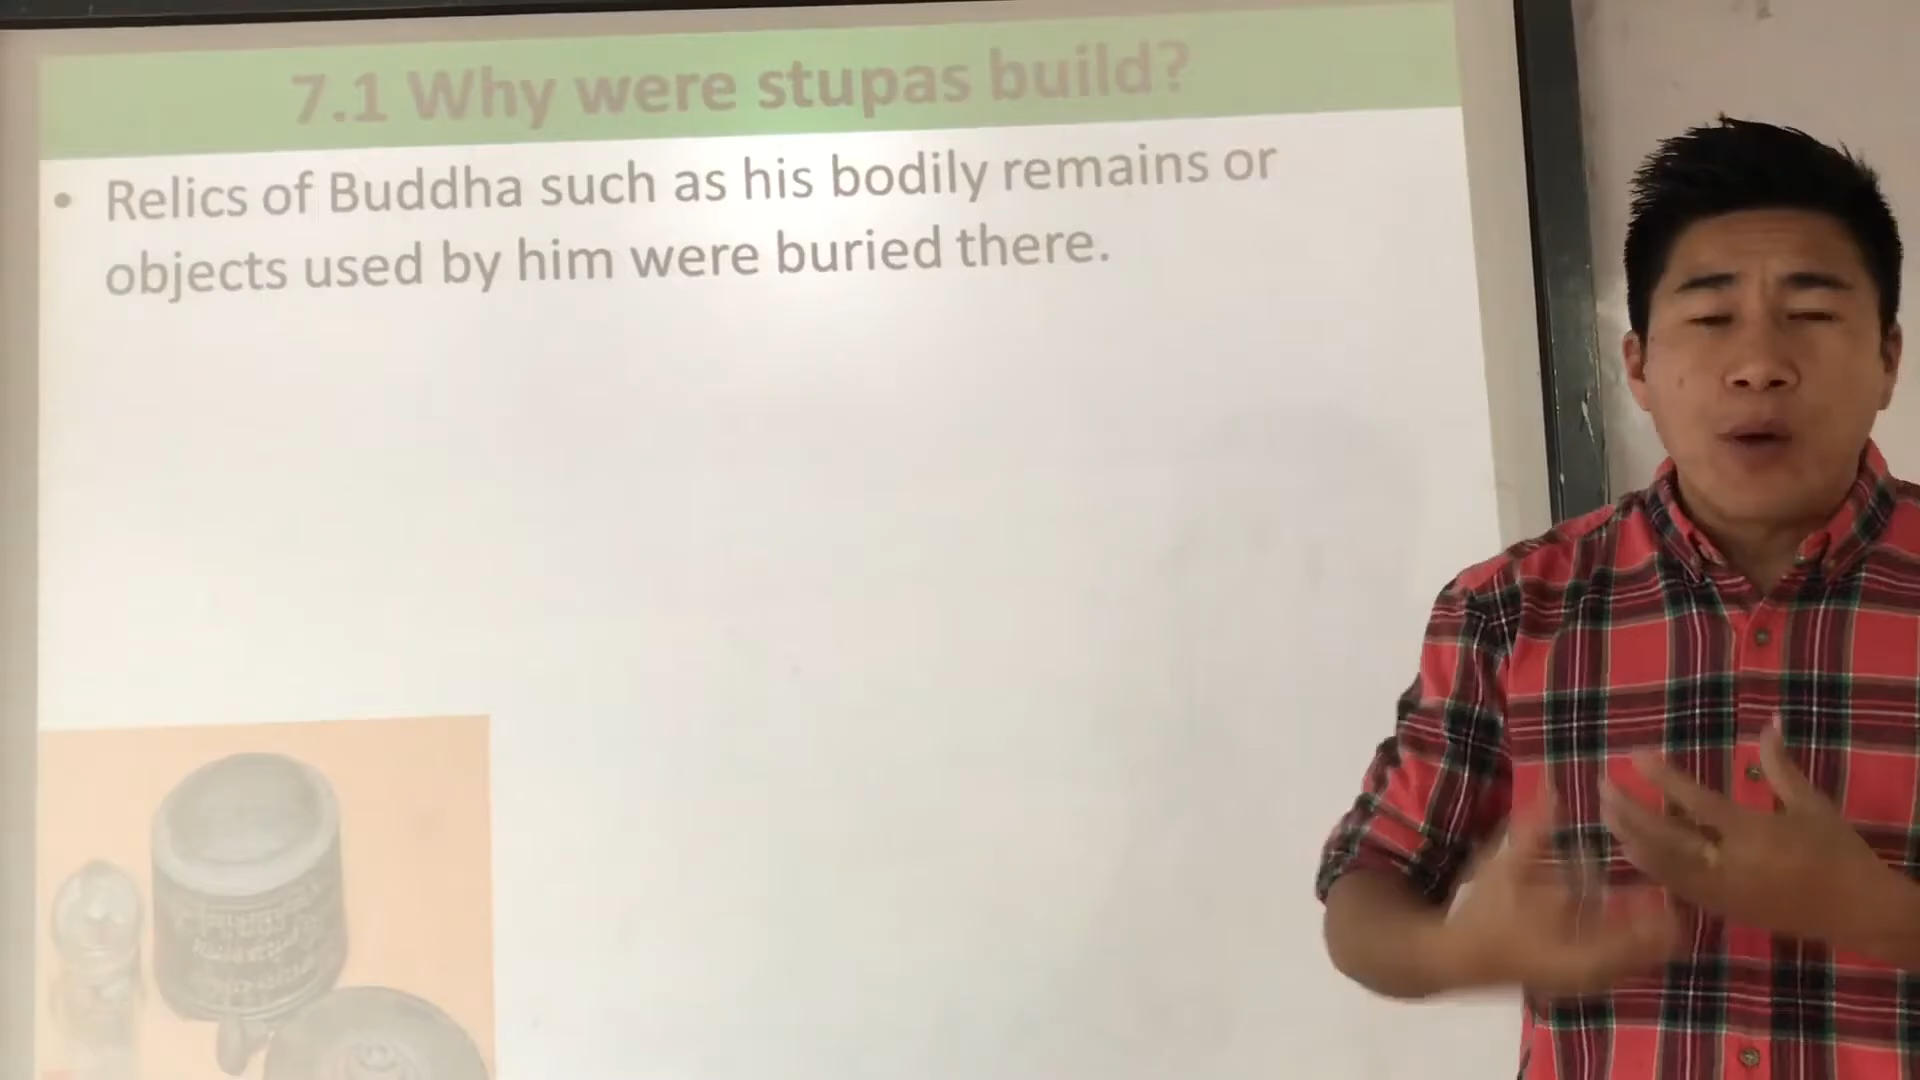 7.1 Why were stupas build?
• Relics of Buddha such as his bodily remains or
objects used by him were buried there.